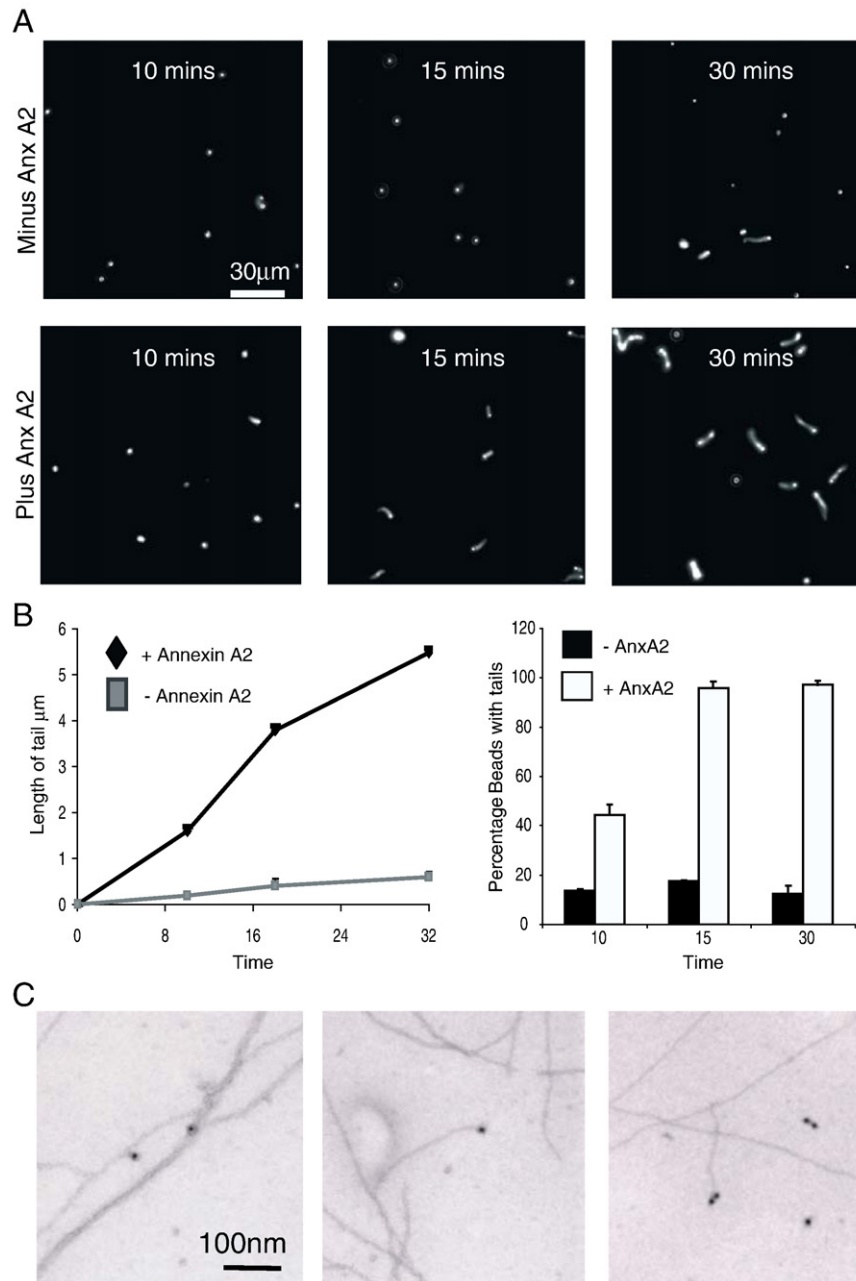 A
Minus Anx A2
10 mins
15 mins
30 mins
30µm
Plus Anx A2
10 mins
15 mins
30 mins
B
Length of tail µm
6
5
4
3
2
1
0
+ Annexin A2
- Annexin A2
0 8 16 24 32
Time
Percentage Beads with tails
120
100
80
60
40
20
0
- AnxA2
+ AnxA2
10 15 30
Time
C
100nm